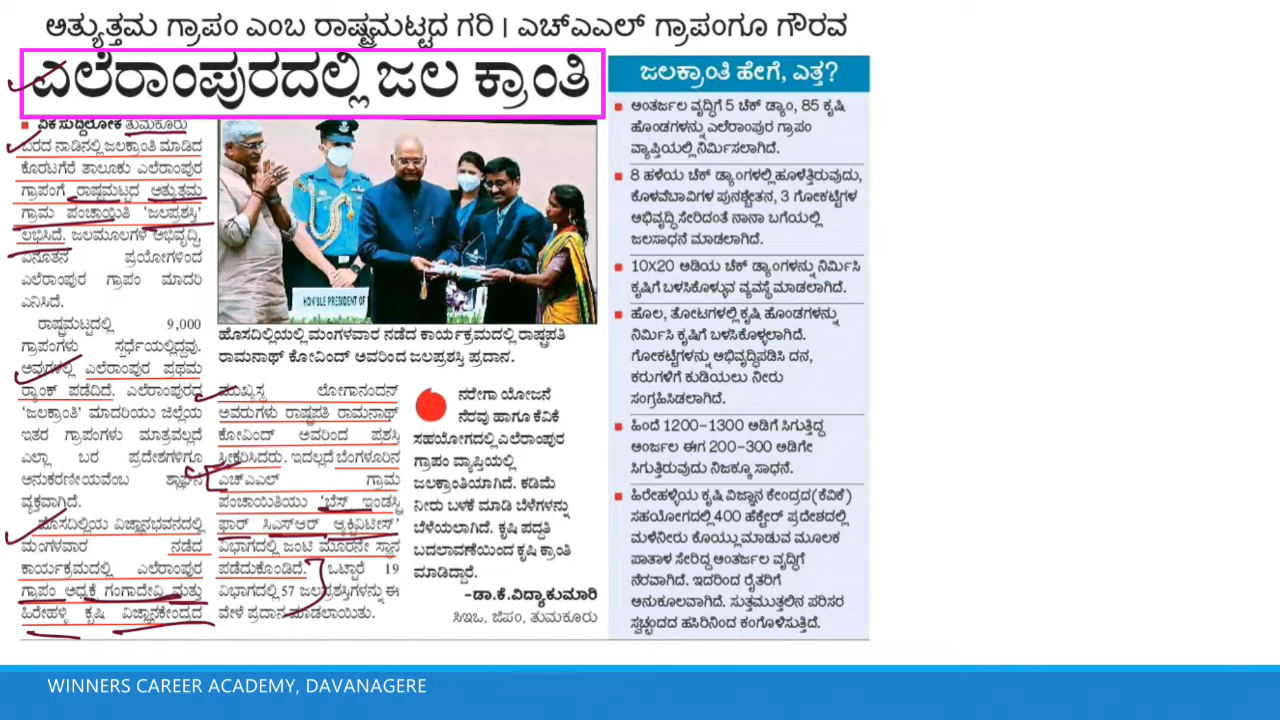 ಅತ್ಯುತ್ತಮ ಗ್ರಾಪಂ ಎಂಬ ರಾಷ್ಟ್ರಮಟ್ಟದ ಗರಿ । ಎಚ್‌ಎಎಲ್ ಗ್ರಾಪಂಗೂ ಗೌರವ
ಎಲೆರಾಂಪುರದಲ್ಲಿ ಜಲ ಕ್ರಾಂತಿ
ವಿಕ ಸುದ್ದಿಲೋಕ ತುಮಕೂರು
ಬರದ ನಾಡಿನಲ್ಲಿ ಜಲಕ್ರಾಂತಿ ಮಾಡಿದ
ಕೊರಟಗೆರೆ ತಾಲೂಕು ಎಲೆರಾಂಪುರ
ಗ್ರಾಪಂಗೆ ರಾಷ್ಟ್ರಮಟ್ಟದ ಅತ್ಯುತ್ತಮ
ಗ್ರಾಮ ಪಂಚಾಯಿತಿ 'ಜಲಪ್ರಶಸ್ತಿ'
ಲಭಿಸಿದೆ. ಜಲಮೂಲಗಳ ಅಭಿವೃದ್ಧಿ,
ವಿನೂತನ ಪ್ರಯೋಗಳಿಂದ
ಎಲೆರಾಂಪುರ ಗ್ರಾಪಂ ಮಾದರಿ
ಎನಿಸಿದೆ.
ರಾಷ್ಟ್ರಮಟ್ಟದಲ್ಲಿ 9,000
ಗ್ರಾಪಂಗಳು ಸ್ಪರ್ಧೆಯಲ್ಲಿದ್ದವು.
ಅವುಗಳಲ್ಲಿ ಎಲೆರಾಂಪುರ ಪ್ರಥಮ
ರ‍್ಯಾಂಕ್ ಪಡೆದಿದೆ. ಎಲೆರಾಂಪುರದ
'ಜಲಕ್ರಾಂತಿ' ಮಾದರಿಯು ಜಿಲ್ಲೆಯ
ಇತರ ಗ್ರಾಪಂಗಳು ಮಾತ್ರವಲ್ಲದೆ
ಎಲ್ಲಾ ಬರ ಪ್ರದೇಶಗಳಿಗೂ
ಅನುಕರಣೀಯವೆಂಬ ಶ್ಲಾಘನೆ
ವ್ಯಕ್ತವಾಗಿದೆ.
ಹೊಸದಿಲ್ಲಿಯ ವಿಜ್ಞಾನಭವನದಲ್ಲಿ
ಮಂಗಳವಾರ ನಡೆದ
ಕಾರ್ಯಕ್ರಮದಲ್ಲಿ ಎಲೆರಾಂಪುರ
ಗ್ರಾಪಂ ಅಧ್ಯಕ್ಷೆ ಗಂಗಾದೇವಿ ಮತ್ತು
ಹಿರೇಹಳ್ಳಿ ಕೃಷಿ ವಿಜ್ಞಾನಕೇಂದ್ರದ
HON'BLE PRESIDENT OF
ಹೊಸದಿಲ್ಲಿಯಲ್ಲಿ ಮಂಗಳವಾರ ನಡೆದ ಕಾರ್ಯಕ್ರಮದಲ್ಲಿ ರಾಷ್ಟ್ರಪತಿ
ರಾಮನಾಥ್ ಕೋವಿಂದ್ ಅವರಿಂದ ಜಲಪ್ರಶಸ್ತಿ ಪ್ರದಾನ.
ಮುಖ್ಯಸ್ಥ ಲೋಗಾನಂದನ್
ಅವರುಗಳು ರಾಷ್ಟ್ರಪತಿ ರಾಮನಾಥ್
ಕೋವಿಂದ್ ಅವರಿಂದ ಪ್ರಶಸ್ತಿ
ಸ್ವೀಕರಿಸಿದರು. ಇದಲ್ಲದೆ ಬೆಂಗಳೂರಿನ
ಎಚ್‌ಎಎಲ್ ಗ್ರಾಮ
ಪಂಚಾಯಿತಿಯು 'ಬೆಸ್ಟ್ ಇಂಡಸ್ಟ್ರಿ
ಫಾರ್ ಸಿಎಸ್‌ಆರ್ ಆ್ಯಕ್ಟಿವಿಟೀಸ್'
ವಿಭಾಗದಲ್ಲಿ ಜಂಟಿ ಮೂರನೇ ಸ್ಥಾನ
ಪಡೆದುಕೊಂಡಿದೆ. ಒಟ್ಟಾರೆ 19
ವಿಭಾಗದಲ್ಲಿ 57 ಜಲಪ್ರಶಸ್ತಿಗಳನ್ನು ಈ
ವೇಳೆ ಪ್ರದಾನ ಮಾಡಲಾಯಿತು.
ನರೇಗಾ ಯೋಜನೆ
ನೆರವು ಹಾಗೂ ಕೆವಿಕೆ
ಸಹಯೋಗದಲ್ಲಿ ಎಲೆರಾಂಪುರ
ಗ್ರಾಪಂ ವ್ಯಾಪ್ತಿಯಲ್ಲಿ
ಜಲಕ್ರಾಂತಿಯಾಗಿದೆ. ಕಡಿಮೆ
ನೀರು ಬಳಕೆ ಮಾಡಿ ಬೆಳೆಗಳನ್ನು
ಬೆಳೆಯಲಾಗಿದೆ. ಕೃಷಿ ಪದ್ಧತಿ
ಬದಲಾವಣೆಯಿಂದ ಕೃಷಿ ಕ್ರಾಂತಿ
ಮಾಡಿದ್ದಾರೆ.
–ಡಾ.ಕೆ.ವಿದ್ಯಾಕುಮಾರಿ
ಸಿಇಒ, ಜಿಪಂ, ತುಮಕೂರು
ಜಲಕ್ರಾಂತಿ ಹೇಗೆ, ಎತ್ತ?
ಅಂತರ್ಜಲ ವೃದ್ಧಿಗೆ 5 ಚೆಕ್ ಡ್ಯಾಂ, 85 ಕೃಷಿ
ಹೊಂಡಗಳನ್ನು ಎಲೆರಾಂಪುರ ಗ್ರಾಪಂ
ವ್ಯಾಪ್ತಿಯಲ್ಲಿ ನಿರ್ಮಿಸಲಾಗಿದೆ.
8 ಹಳೆಯ ಚೆಕ್ ಡ್ಯಾಂಗಳಲ್ಲಿ ಹೂಳೆತ್ತಿರುವುದು,
ಕೊಳವೆಬಾವಿಗಳ ಪುನಶ್ಚೇತನ, 3 ಗೋಕಟ್ಟೆಗಳ
ಅಭಿವೃದ್ಧಿ ಸೇರಿದಂತೆ ನಾನಾ ಬಗೆಯಲ್ಲಿ
ಜಲಸಾಧನೆ ಮಾಡಲಾಗಿದೆ.
10X20 ಅಡಿಯ ಚೆಕ್ ಡ್ಯಾಂಗಳನ್ನು ನಿರ್ಮಿಸಿ
ಕೃಷಿಗೆ ಬಳಸಿಕೊಳ್ಳುವ ವ್ಯವಸ್ಥೆ ಮಾಡಲಾಗಿದೆ.
ಹೊಲ, ತೋಟಗಳಲ್ಲಿ ಕೃಷಿ ಹೊಂಡಗಳನ್ನು
ನಿರ್ಮಿಸಿ ಕೃಷಿಗೆ ಬಳಸಿಕೊಳ್ಳಲಾಗಿದೆ.
ಗೋಕಟ್ಟೆಗಳನ್ನು ಅಭಿವೃದ್ಧಿಪಡಿಸಿ ದನ,
ಕರುಗಳಿಗೆ ಕುಡಿಯಲು ನೀರು
ಸಂಗ್ರಹಿಸಿಡಲಾಗಿದೆ.
ಹಿಂದೆ 1200–1300 ಅಡಿಗೆ ಸಿಗುತ್ತಿದ್ದ
ಅಂರ್ಜಲ ಈಗ 200–300 ಅಡಿಗೇ
ಸಿಗುತ್ತಿರುವುದು ನಿಜಕ್ಕೂ ಸಾಧನೆ.
ಹಿರೇಹಳ್ಳಿಯ ಕೃಷಿ ವಿಜ್ಞಾನ ಕೇಂದ್ರದ(ಕೆವಿಕೆ)
ಸಹಯೋಗದಲ್ಲಿ 400 ಹೆಕ್ಟೇರ್ ಪ್ರದೇಶದಲ್ಲಿ
ಮಳೆನೀರು ಕೊಯ್ಲು ಮಾಡುವ ಮೂಲಕ
ಪಾತಾಳ ಸೇರಿದ್ದ ಅಂತರ್ಜಲ ವೃದ್ಧಿಗೆ
ನೆರವಾಗಿದೆ. ಇದರಿಂದ ರೈತರಿಗೆ
ಅನುಕೂಲವಾಗಿದೆ. ಸುತ್ತಮುತ್ತಲಿನ ಪರಿಸರ
ಸ್ವಚ್ಛಂದದ ಹಸಿರಿನಿಂದ ಕಂಗೊಳಿಸುತ್ತಿದೆ.
WINNERS CAREER ACADEMY, DAVANAGERE